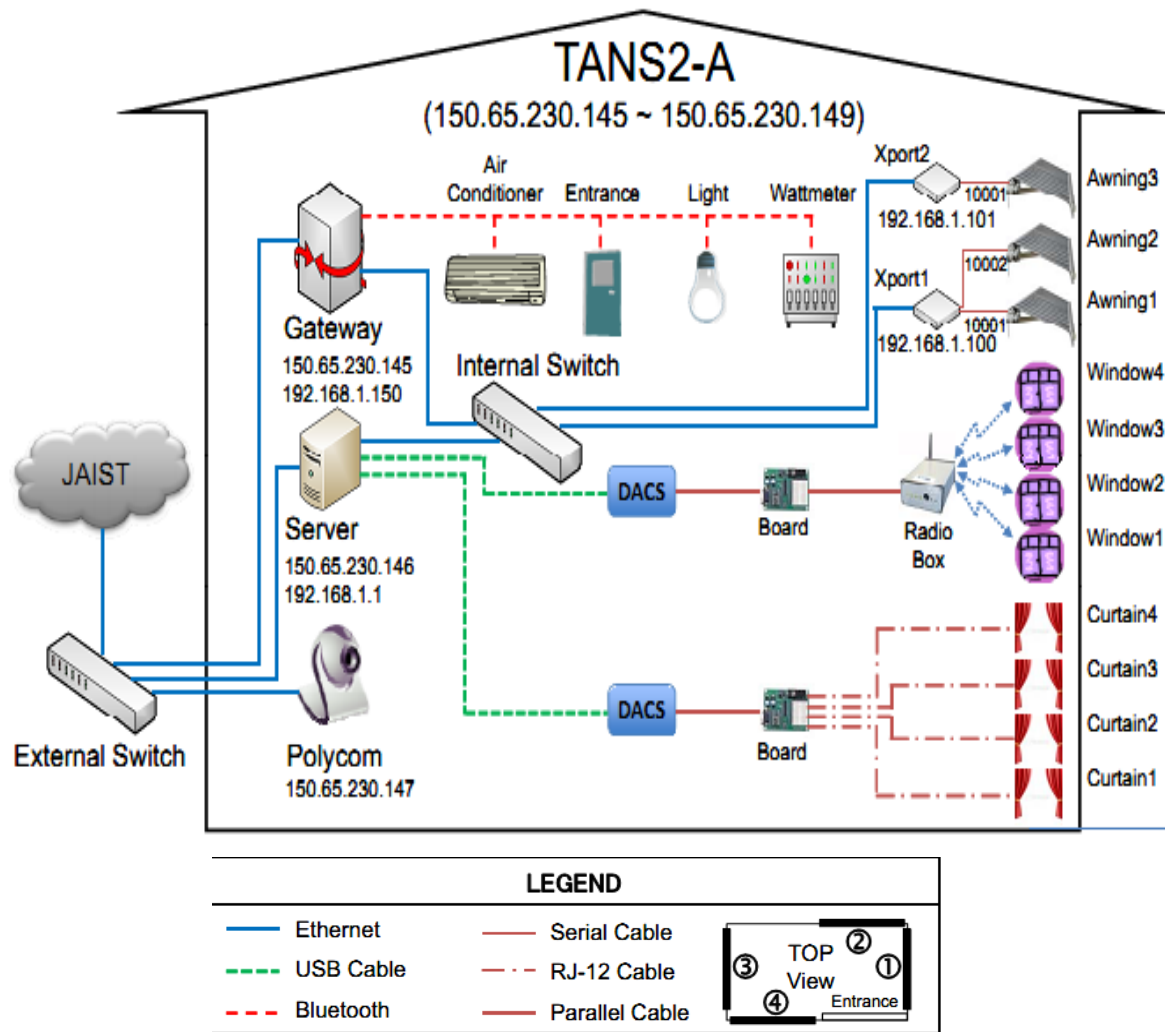 TANS2-A
(150.65.230.145 ~ 150.65.230.149)
Air
Conditioner
Entrance
Light
Wattmeter
Xport2
10001
192.168.1.101
Awning3
Awning2
10002
Xport1
10001
192.168.1.100
Awning1
Gateway
150.65.230.145
192.168.1.150
Internal Switch
Window4
Window3
Window2
Window1
JAIST
Server
150.65.230.146
192.168.1.1
DACS
Board
Radio
Box
Curtain4
Curtain3
Curtain2
Curtain1
DACS
Board
External Switch
Polycom
150.65.230.147
LEGEND
Ethernet
USB Cable
Bluetooth
Serial Cable
RJ-12 Cable
Parallel Cable
TOP
View
①
②
③
④
Entrance